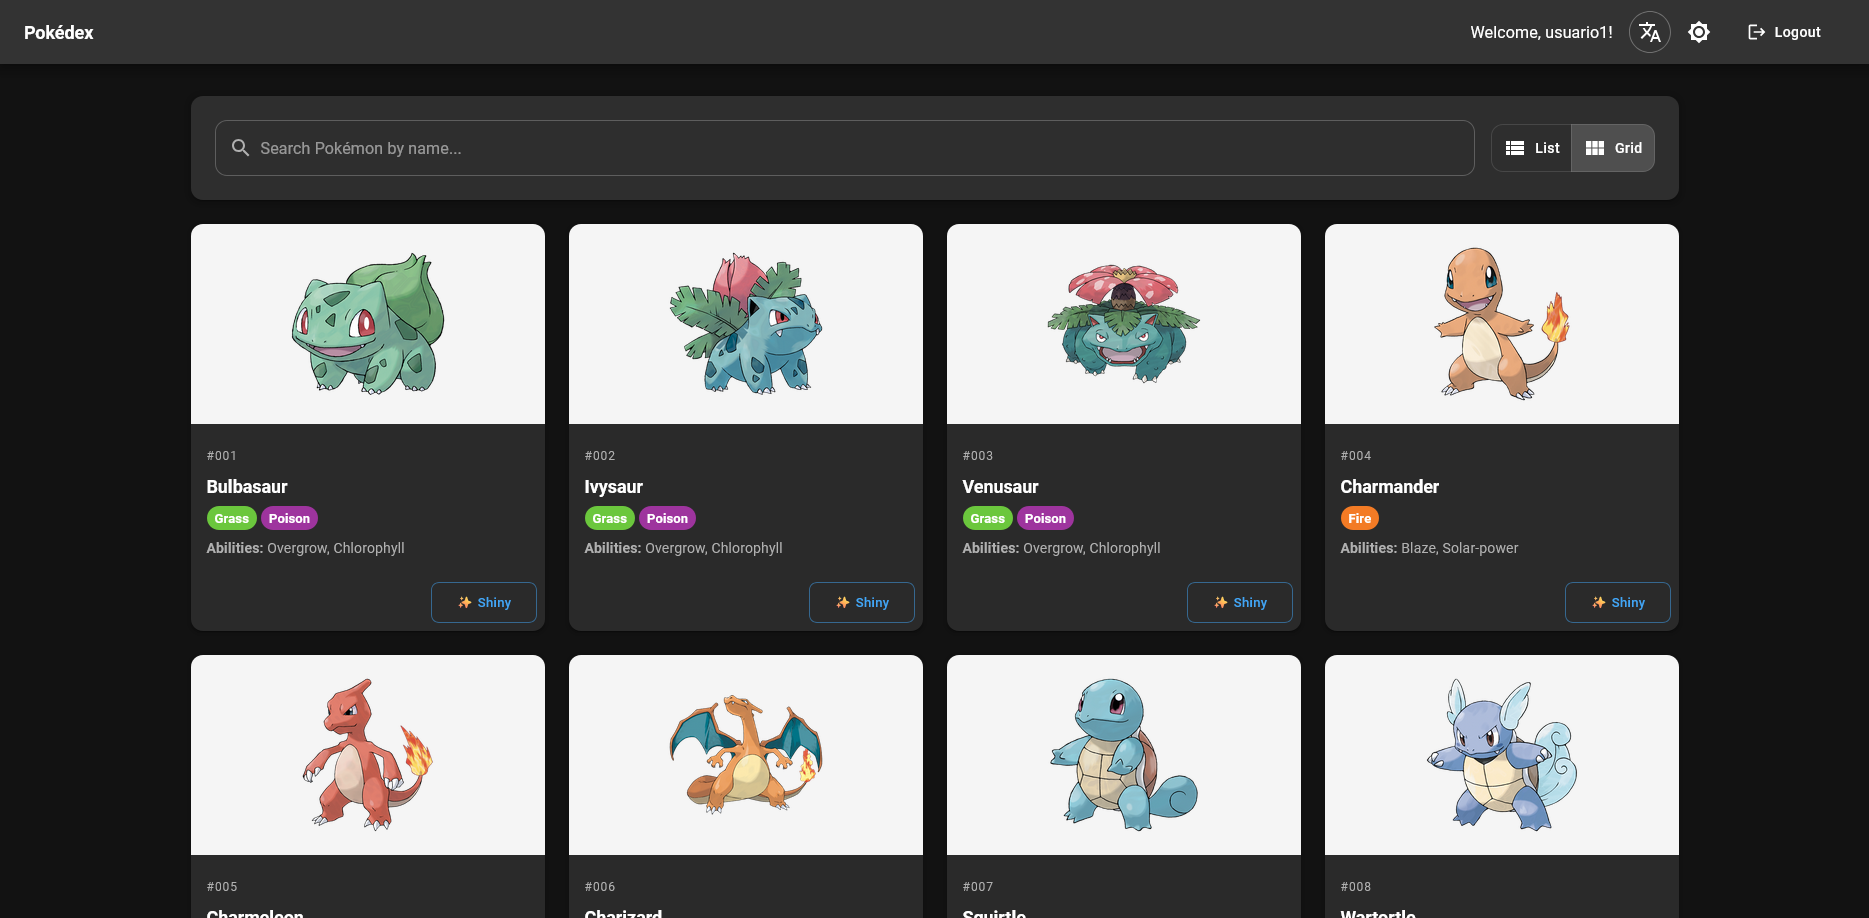 Pokédex
Welcome, usuario1!
Logout
Search Pokémon by name...
List
Grid
#001
Bulbasaur
Grass Poison
Abilities: Overgrow, Chlorophyll
✨ Shiny
#002
Ivysaur
Grass Poison
Abilities: Overgrow, Chlorophyll
✨ Shiny
#003
Venusaur
Grass Poison
Abilities: Overgrow, Chlorophyll
✨ Shiny
#004
Charmander
Fire
Abilities: Blaze, Solar-power
✨ Shiny
#005
Charmeleon
#006
Charizard
#007
Squirtle
#008
Wartortle